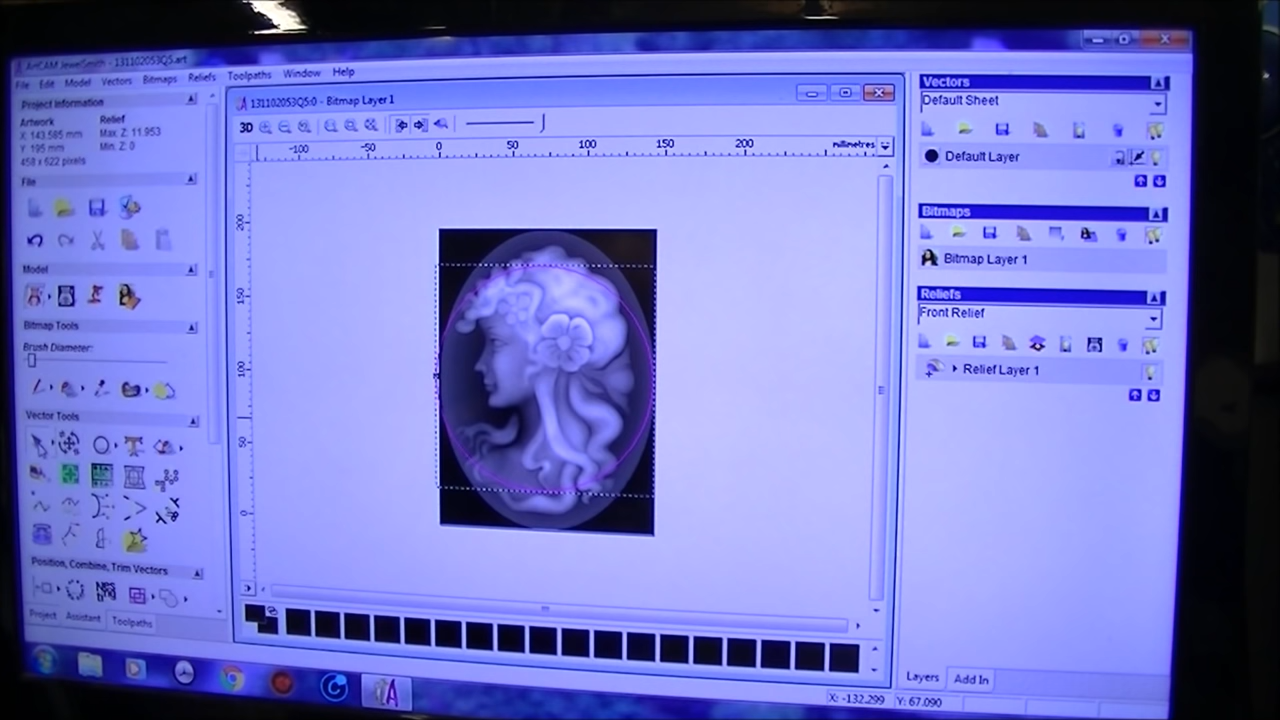 ArtCAM JewelSmith - 131102053Q5.art
File Edit Model Vectors Bitmaps Reliefs Toolpaths Window Help
Project Information
Artwork Relief
X: 143.585 mm Max. Z: 11.953
Y: 195 mm Min. Z: 0
458 x 622 pixels
File
Model
Bitmap Tools
Brush Diameter:
Vector Tools
Position, Combine, Trim Vectors
Project Assistant Toolpaths
131102053Q5:0 - Bitmap Layer 1
3D
-100 -50 0 50 100 150 200 millimetres
200
150
100
50
0
Vectors
Default Sheet
Default Layer
Bitmaps
Bitmap Layer 1
Reliefs
Front Relief
Relief Layer 1
Layers Add In
X: -132.299 Y: 67.090